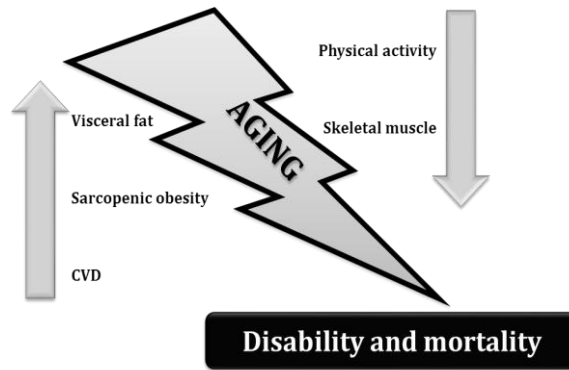 Physical activity
Visceral fat
AGING
Skeletal muscle
Sarcopenic obesity
CVD
Disability and mortality